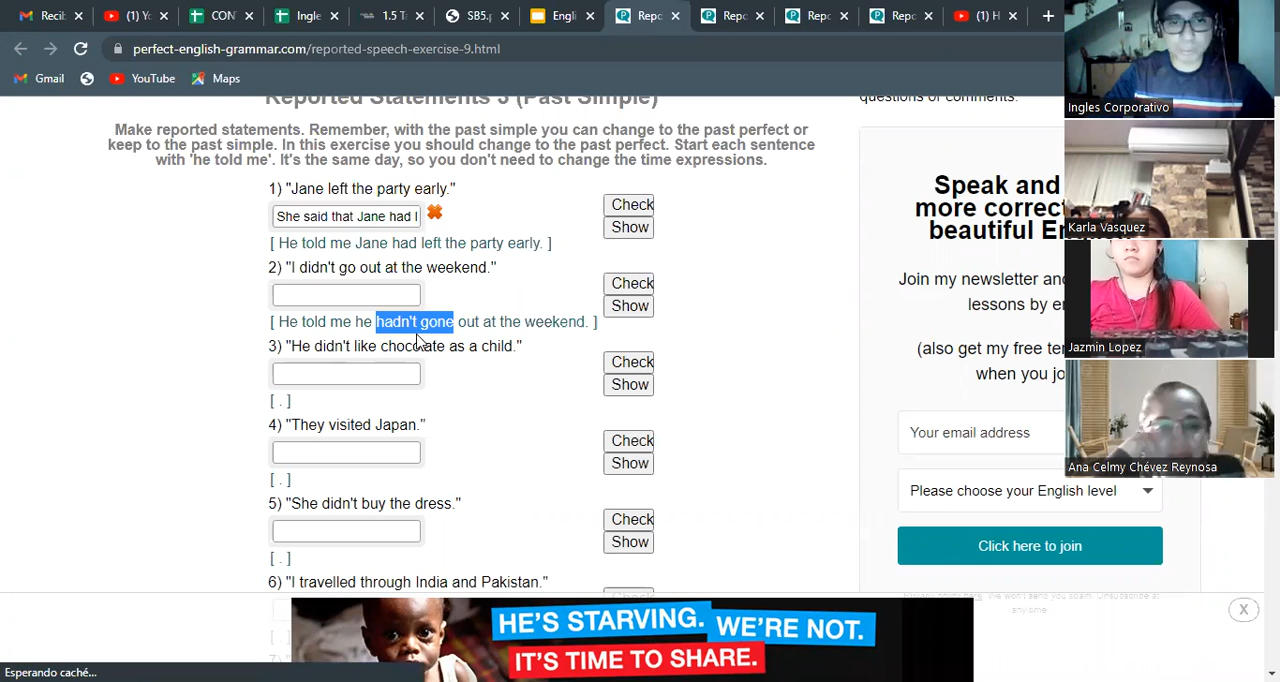 Recib
(1) Yo
CON
Ingle
1.5 Ta
SB5.p
Engli
Repo
Repo
Repo
Repo
(1) H
perfect-english-grammar.com/reported-speech-exercise-9.html
Gmail
YouTube
Maps
Reported Statements 3 (Past Simple)
Make reported statements. Remember, with the past simple you can change to the past perfect or
keep to the past simple. In this exercise you should change to the past perfect. Start each sentence
with 'he told me'. It's the same day, so you don't need to change the time expressions.
1) "Jane left the party early."
She said that Jane had l
Check
Show
[ He told me Jane had left the party early. ]
2) "I didn't go out at the weekend."
Check
Show
[ He told me he hadn't gone out at the weekend. ]
3) "He didn't like chocolate as a child."
Check
Show
[ . ]
4) "They visited Japan."
Check
Show
[ . ]
5) "She didn't buy the dress."
Check
Show
[ . ]
6) "I travelled through India and Pakistan."
Check
questions or comments.
Speak and
more correct
beautiful En
Join my newsletter and
lessons by em
(also get my free ten
when you jo
Your email address
Please choose your English level
Click here to join
HE'S STARVING. WE'RE NOT.
IT'S TIME TO SHARE.
X
Esperando caché...
Ingles Corporativo
Karla Vasquez
Jazmin Lopez
Ana Celmy Chévez Reynosa